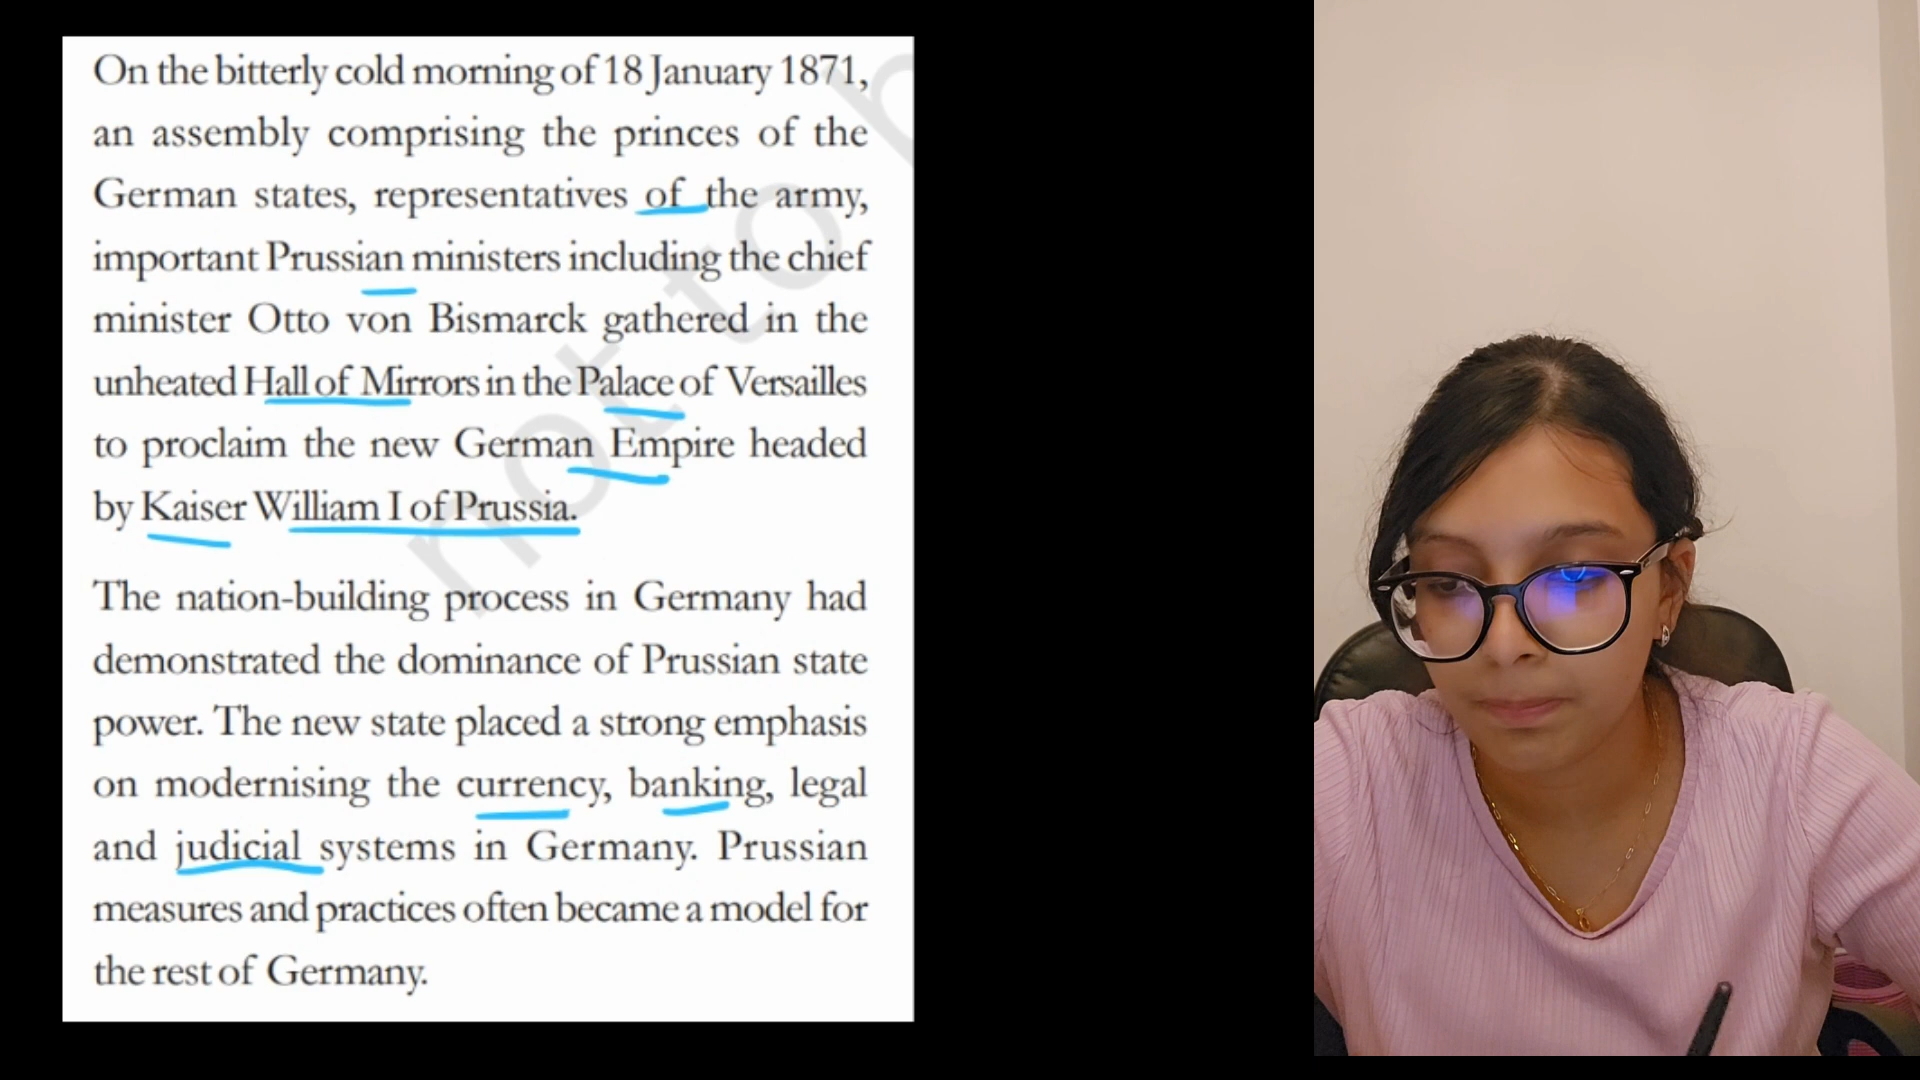 On the bitterly cold morning of 18 January 1871,
an assembly comprising the princes of the
German states, representatives of the army,
important Prussian ministers including the chief
minister Otto von Bismarck gathered in the
unheated Hall of Mirrors in the Palace of Versailles
to proclaim the new German Empire headed
by Kaiser William I of Prussia.
The nation-building process in Germany had
demonstrated the dominance of Prussian state
power. The new state placed a strong emphasis
on modernising the currency, banking, legal
and judicial systems in Germany. Prussian
measures and practices often became a model for
the rest of Germany.
not to b